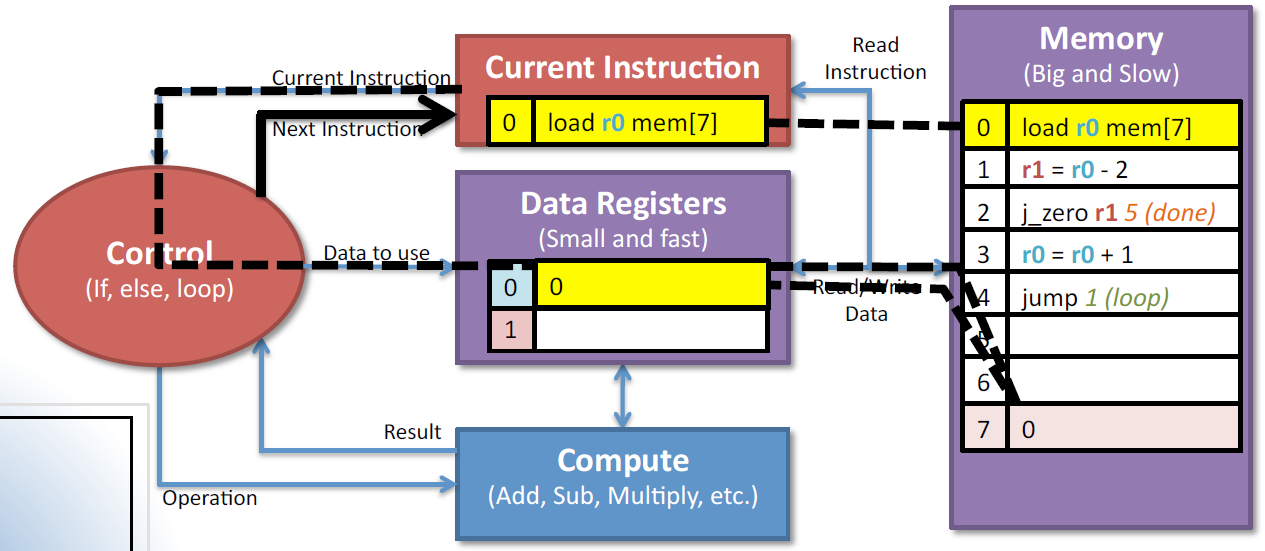 Current Instruction
Next Instruction
Current Instruction
0 load r0 mem[7]
Read
Instruction
Memory
(Big and Slow)
0 load r0 mem[7]
1 r1 = r0 - 2
2 j_zero r1 5 (done)
3 r0 = r0 + 1
4 jump 1 (loop)
5
6
7 0
Control
(If, else, loop)
Data to use
Data Registers
(Small and fast)
0 0
1
Read/Write
Data
Result
Operation
Compute
(Add, Sub, Multiply, etc.)